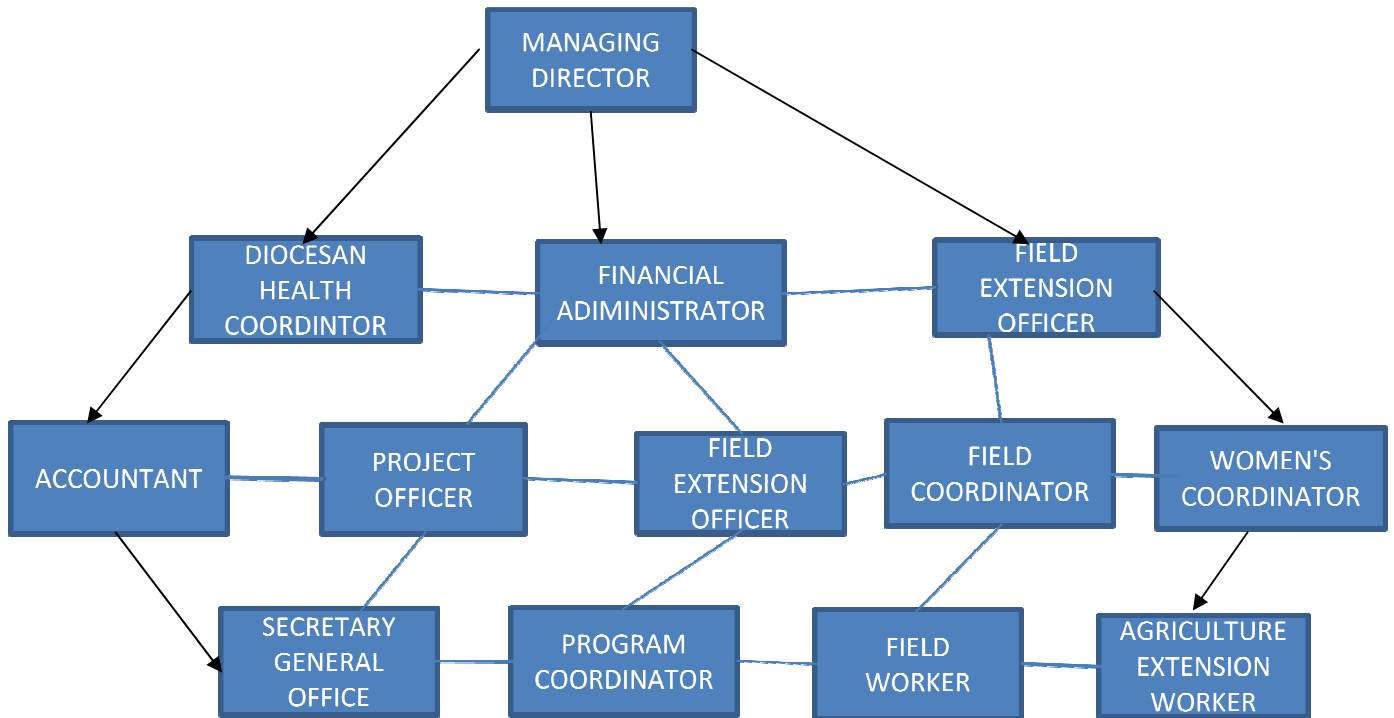 MANAGING
DIRECTOR
DIOCESAN
HEALTH
COORDINTOR
FINANCIAL
ADIMINISTRATOR
FIELD
EXTENSION
OFFICER
ACCOUNTANT
PROJECT
OFFICER
FIELD
EXTENSION
OFFICER
FIELD
COORDINATOR
WOMEN'S
COORDINATOR
SECRETARY
GENERAL
OFFICE
PROGRAM
COORDINATOR
FIELD
WORKER
AGRICULTURE
EXTENSION
WORKER